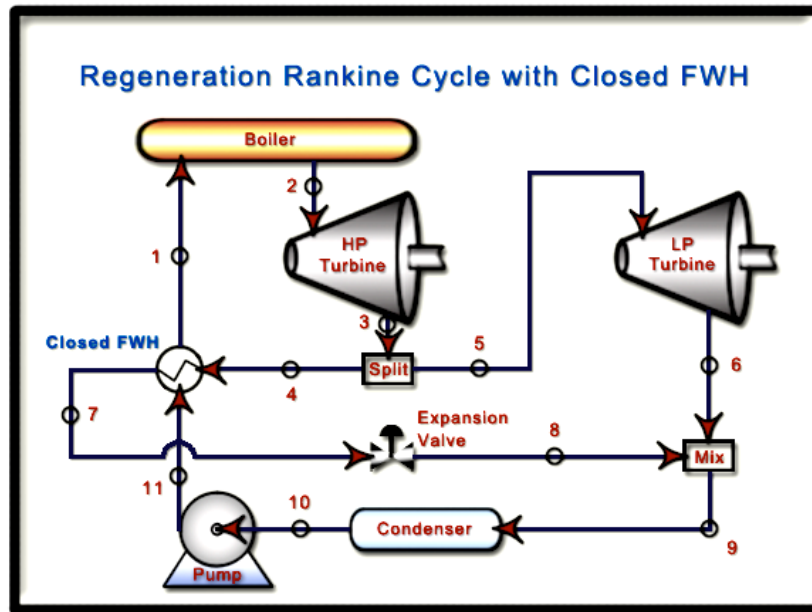 Regeneration Rankine Cycle with Closed FWH
Boiler
2
HP
Turbine
LP
Turbine
1
3
Closed FWH
Split
5
4
6
7
Expansion
Valve
8
Mix
11
10
Condenser
9
Pump